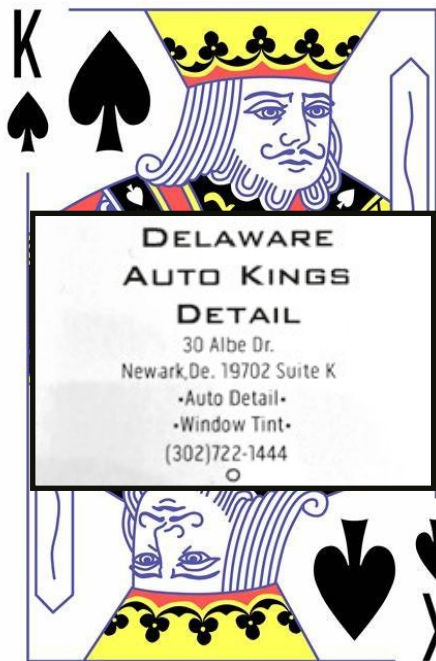 K
DELAWARE
AUTO KINGS
DETAIL
30 Albe Dr.
Newark,De. 19702 Suite K
•Auto Detail•
•Window Tint•
(302)722-1444
K